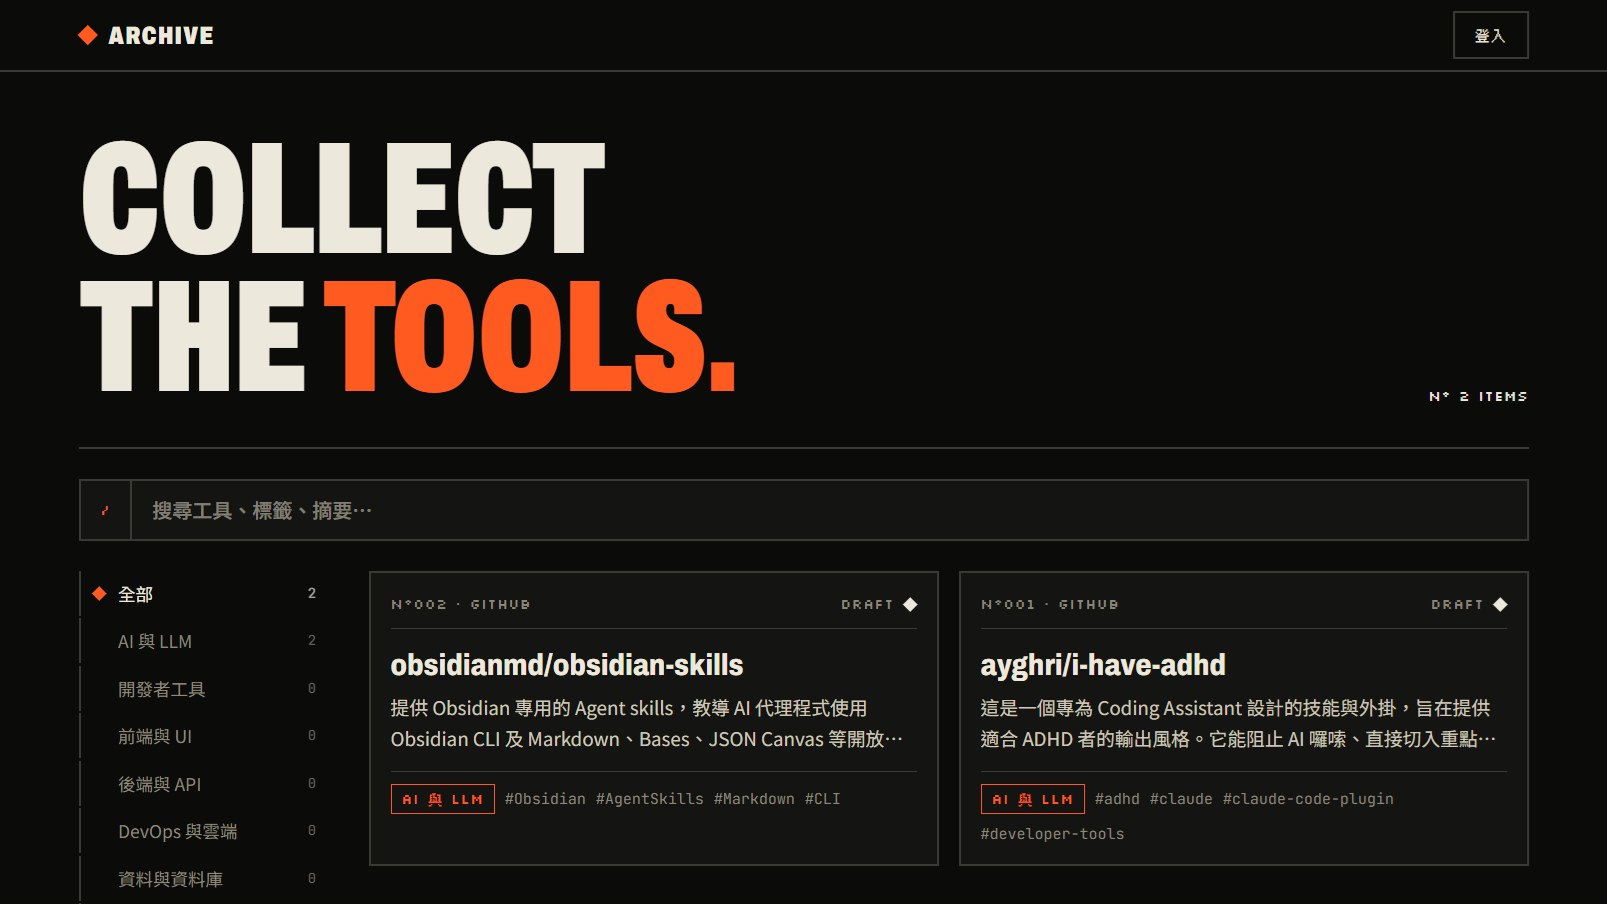 ARCHIVE
登入
COLLECT
THE TOOLS.
N° 2 ITEMS
/
搜尋工具、標籤、摘要…
全部 2
AI 與 LLM 2
開發者工具 0
前端與 UI 0
後端與 API 0
DevOps 與雲端 0
資料與資料庫 0
N°002 · GITHUB
DRAFT
obsidianmd/obsidian-skills
提供 Obsidian 專用的 Agent skills，教導 AI 代理程式使用
Obsidian CLI 及 Markdown、Bases、JSON Canvas 等開放…
AI 與 LLM #Obsidian #AgentSkills #Markdown #CLI
N°001 · GITHUB
DRAFT
ayghri/i-have-adhd
這是一個專為 Coding Assistant 設計的技能與外掛，旨在提供
適合 ADHD 者的輸出風格。它能阻止 AI 囉嗦、直接切入重點…
AI 與 LLM #adhd #claude #claude-code-plugin
#developer-tools